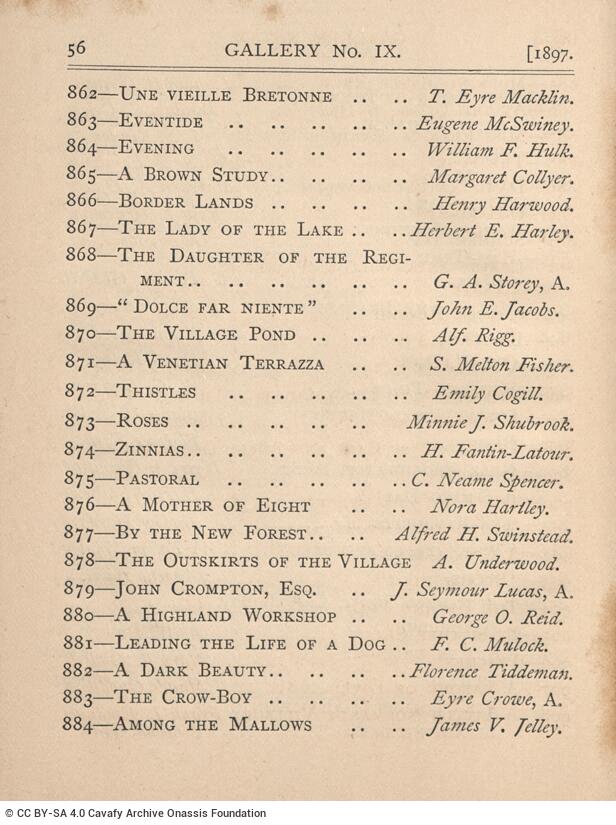 56 GALLERY No. IX. [1897.
862—Une vieille Bretonne .. .. T. Eyre Macklin.
863—Eventide .. .. .. .. .. Eugene McSwiney.
864—Evening .. .. .. .. .. William F. Hulk.
865—A Brown Study.. .. .. .. Margaret Collyer.
866—Border Lands .. .. .. .. Henry Harwood.
867—The Lady of the Lake .. .. Herbert E. Harley.
868—The Daughter of the Regi-
ment.. .. .. .. .. .. G. A. Storey, A.
869—“ Dolce far niente ” .. .. John E. Jacobs.
870—The Village Pond .. .. .. Alf. Rigg.
871—A Venetian Terrazza .. .. S. Melton Fisher.
872—Thistles .. .. .. .. .. Emily Cogill.
873—Roses .. .. .. .. .. .. Minnie J. Shubrook.
874—Zinnias.. .. .. .. .. .. H. Fantin-Latour.
875—Pastoral .. .. .. .. .. C. Neame Spencer.
876—A Mother of Eight .. .. Nora Hartley.
877—By the New Forest.. .. Alfred H. Swinstead.
878—The Outskirts of the Village A. Underwood.
879—John Crompton, Esq. .. J. Seymour Lucas, A.
880—A Highland Workshop .. .. George O. Reid.
881—Leading the Life of a Dog .. F. C. Mulock.
882—A Dark Beauty.. .. .. .. Florence Tiddeman.
883—The Crow-Boy .. .. .. .. Eyre Crowe, A.
884—Among the Mallows .. .. James V. Jelley.
© CC BY-SA 4.0 Cavafy Archive Onassis Foundation